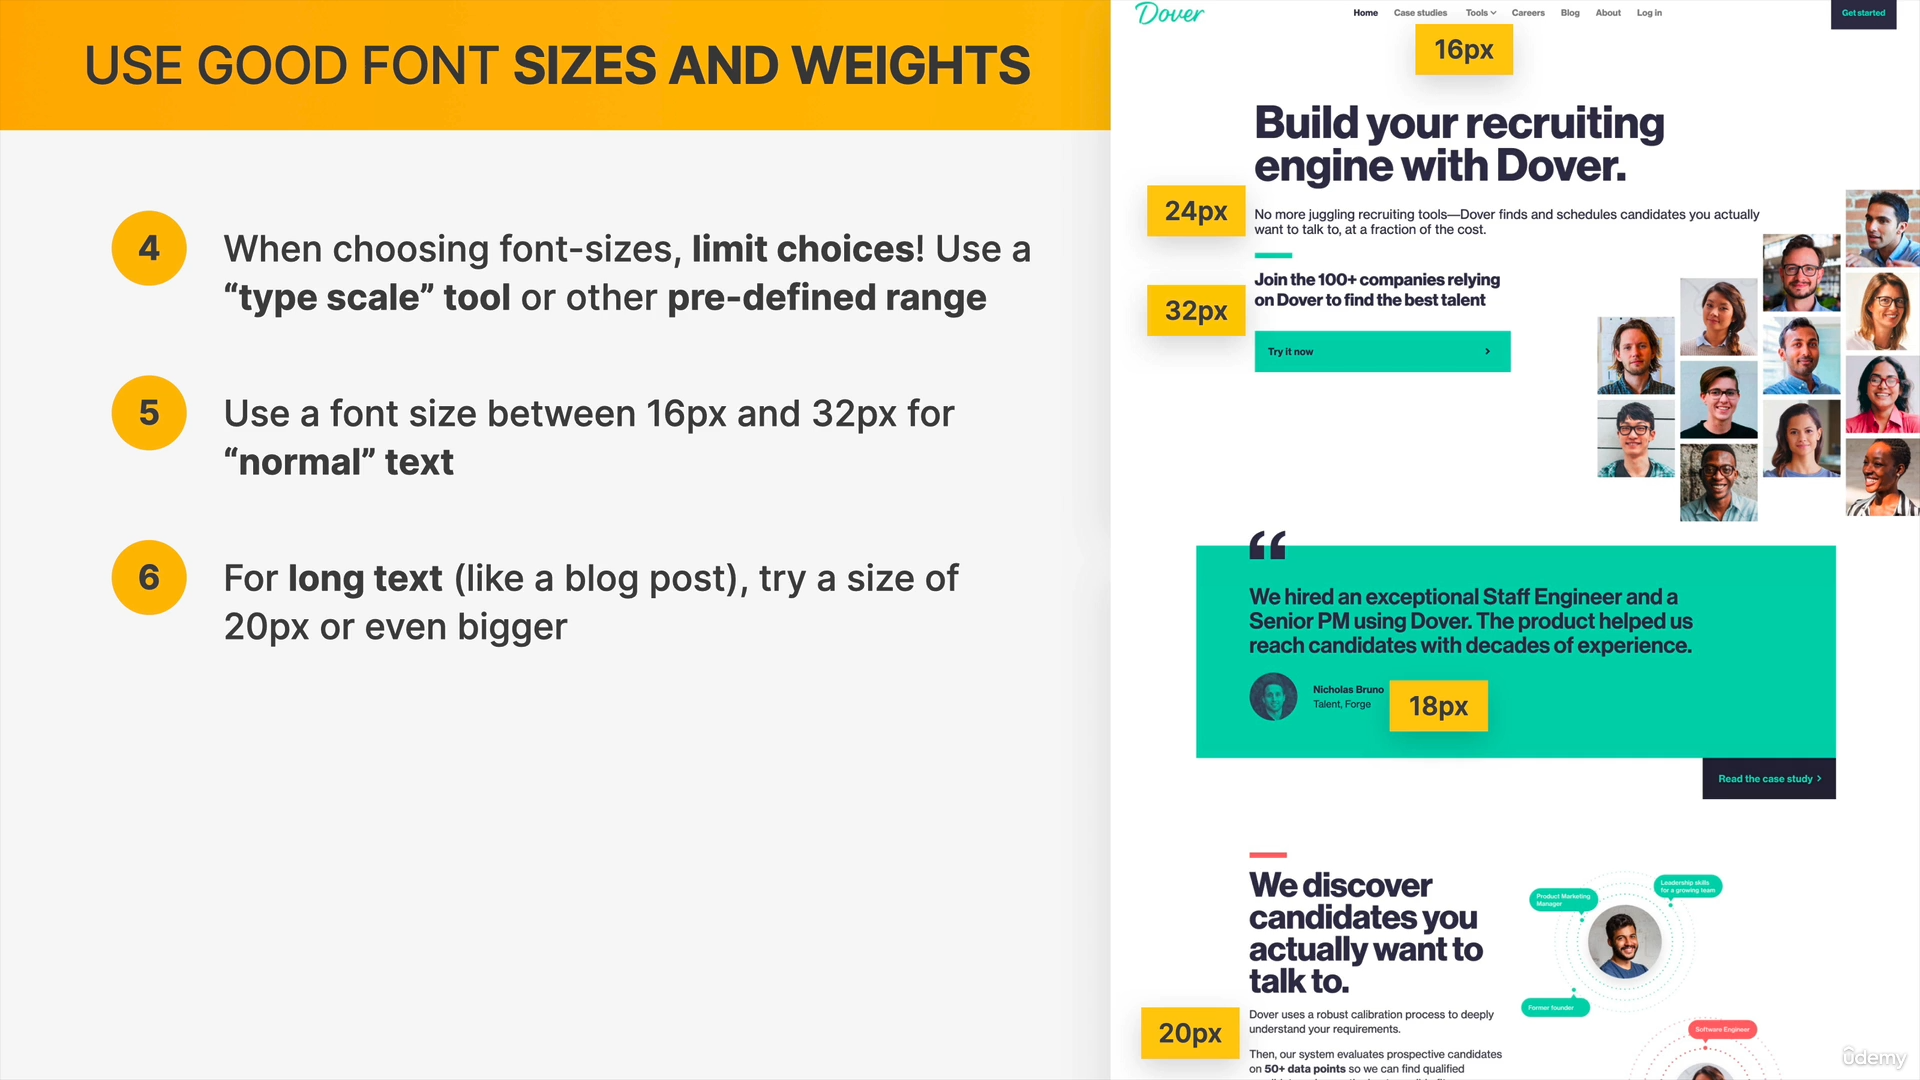 USE GOOD FONT SIZES AND WEIGHTS
4
When choosing font-sizes, limit choices! Use a
“type scale” tool or other pre-defined range
5
Use a font size between 16px and 32px for
“normal” text
6
For long text (like a blog post), try a size of
20px or even bigger
Dover
Home Case studies Tools Careers Blog About Log in
Get started
16px
Build your recruiting
engine with Dover.
24px
No more juggling recruiting tools—Dover finds and schedules candidates you actually
want to talk to, at a fraction of the cost.
32px
Join the 100+ companies relying
on Dover to find the best talent
Try it now
“
We hired an exceptional Staff Engineer and a
Senior PM using Dover. The product helped us
reach candidates with decades of experience.
Nicholas Bruno
Talent, Forge
18px
Read the case study
We discover
candidates you
actually want to
talk to.
20px
Dover uses a robust calibration process to deeply
understand your requirements.
Then, our system evaluates prospective candidates
on 50+ data points so we can find qualified
Product Marketing
Manager
Leadership skills
for a growing team
Former founder
Software Engineer
ûdemy